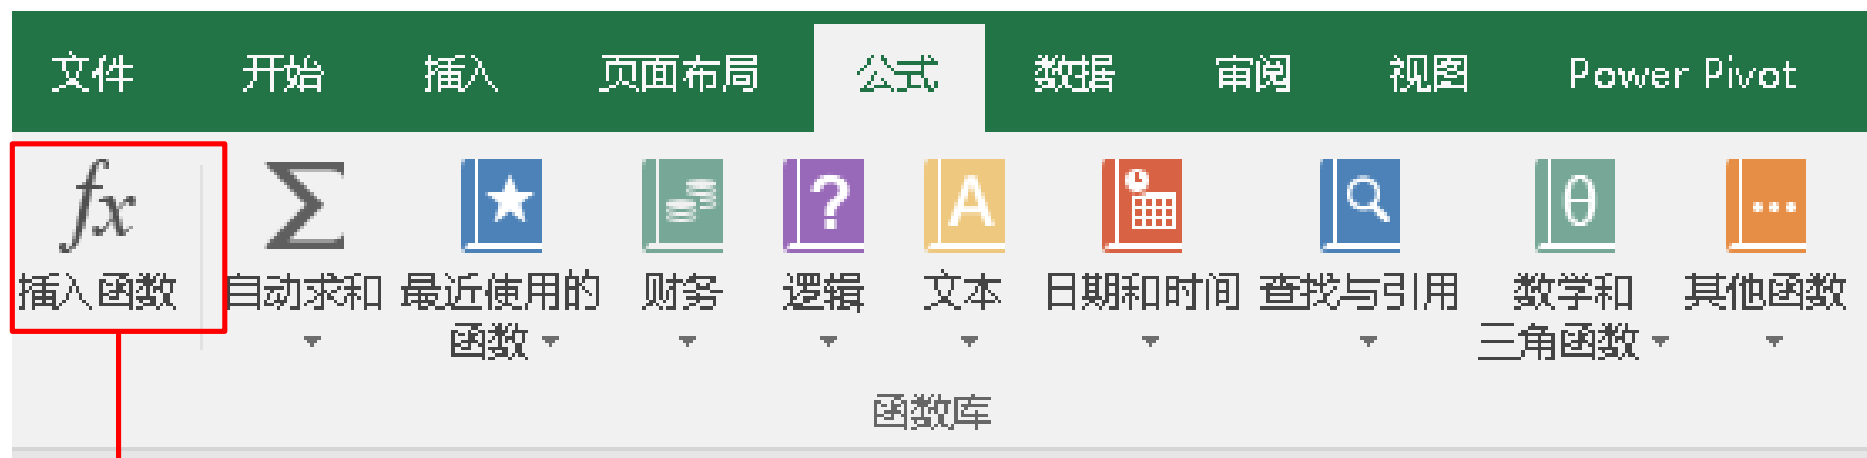 文件 开始 插入 页面布局 公式 数据 审阅 视图 Power Pivot
fx Σ ? A θ ...
插入函数 自动求和 最近使用的 财务 逻辑 文本 日期和时间 查找与引用 数学和 其他函数
函数 三角函数
函数库